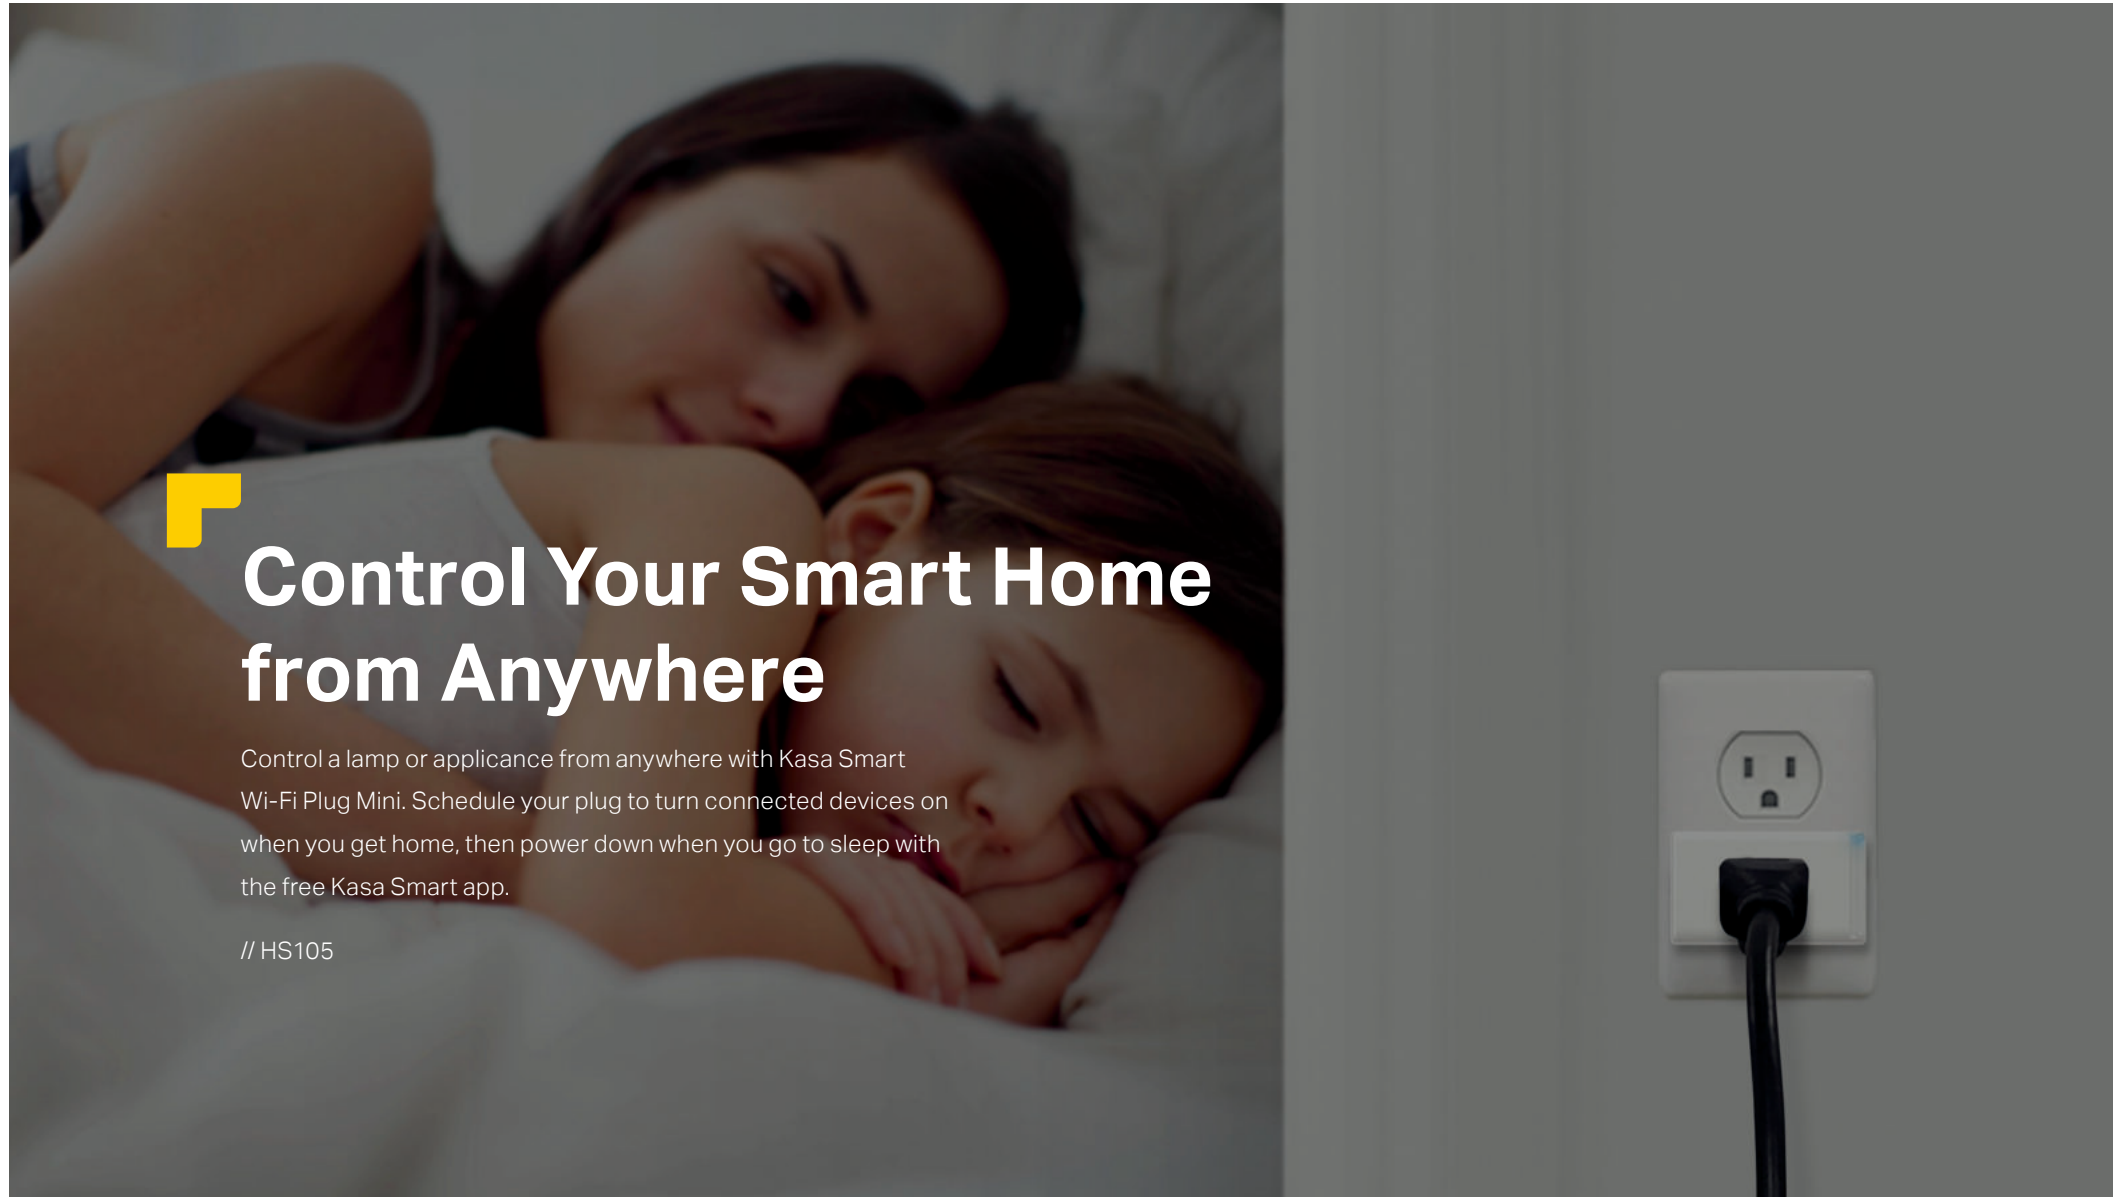 Control Your Smart Home
from Anywhere
Control a lamp or applicance from anywhere with Kasa Smart
Wi-Fi Plug Mini. Schedule your plug to turn connected devices on
when you get home, then power down when you go to sleep with
the free Kasa Smart app.
// HS105